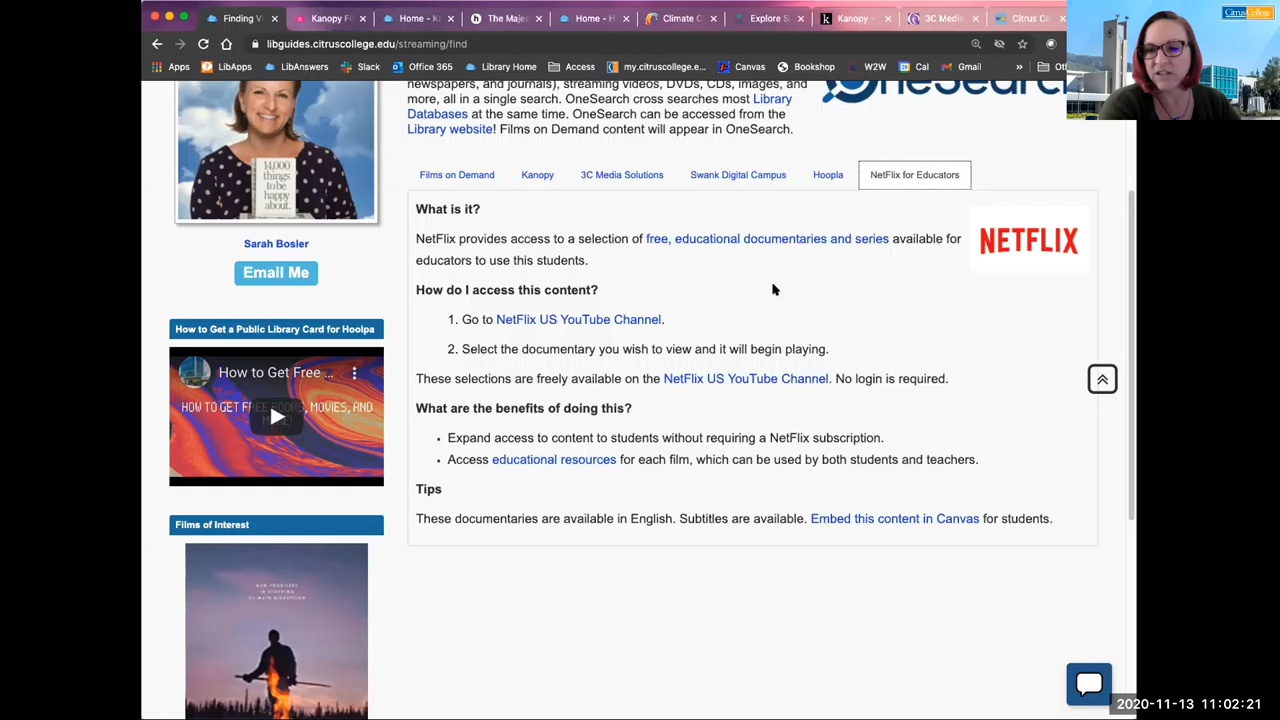 Finding V
Kanopy Fi
Home - Ka
The Majes
Home - H
Climate C
Explore S
Kanopy -
3C Media
Citrus Co
CitrusCollege
libguides.citruscollege.edu/streaming/find
Apps
LibApps
LibAnswers
Slack
Office 365
Library Home
Access
my.citruscollege.e...
Canvas
Bookshop
W2W
Cal
Gmail
»
newspapers, and journals), streaming videos, DVDs, CDs, images, and
more, all in a single search. OneSearch cross searches most Library
Databases at the same time. OneSearch can be accessed from the
Library website! Films on Demand content will appear in OneSearch.
OneSearch
14,000
things to
be happy
about.
Sarah Bosler
Email Me
How to Get a Public Library Card for Hoolpa
How to Get Free ...
HOW TO GET FREE BOOKS, MOVIES, AND
Films of Interest
Films on Demand
Kanopy
3C Media Solutions
Swank Digital Campus
Hoopla
NetFlix for Educators
What is it?
NetFlix provides access to a selection of free, educational documentaries and series available for
educators to use this students.
NETFLIX
How do I access this content?
1. Go to NetFlix US YouTube Channel.
2. Select the documentary you wish to view and it will begin playing.
These selections are freely available on the NetFlix US YouTube Channel. No login is required.
What are the benefits of doing this?
• Expand access to content to students without requiring a NetFlix subscription.
• Access educational resources for each film, which can be used by both students and teachers.
Tips
These documentaries are available in English. Subtitles are available. Embed this content in Canvas for students.
2020-11-13 11:02:21